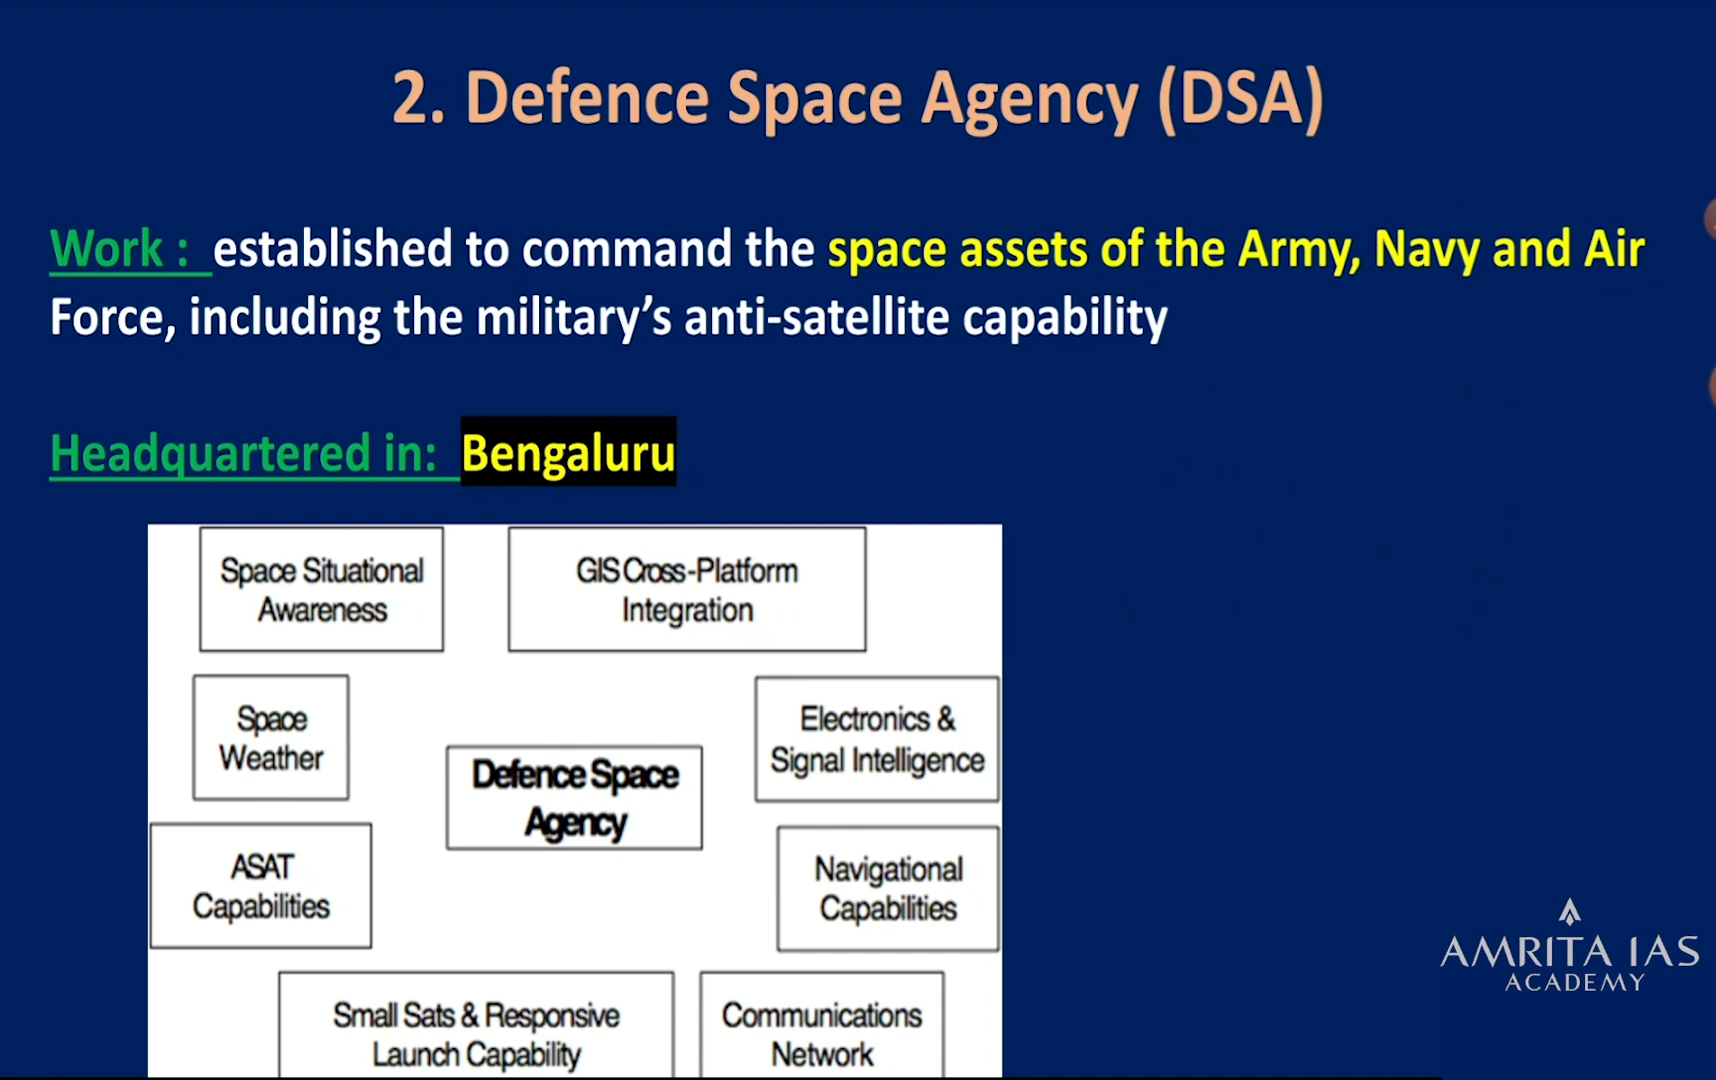 2. Defence Space Agency (DSA)
Work : established to command the space assets of the Army, Navy and Air
Force, including the military’s anti-satellite capability
Headquartered in: Bengaluru
Space Situational
Awareness
GIS Cross-Platform
Integration
Space
Weather
Electronics &
Signal Intelligence
Defence Space
Agency
ASAT
Capabilities
Navigational
Capabilities
Small Sats & Responsive
Launch Capability
Communications
Network
AMRITA IAS
ACADEMY